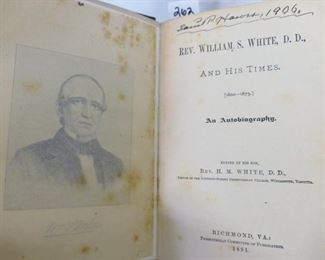 262
1906.
REV. WILLIAM S. WHITE, D. D.,
AND HIS TIMES.
[1800–1873.]
An Autobiography.
EDITED BY HIS SON,
REV. H. M. WHITE, D. D.,
RICHMOND, VA:
PRESBYTERIAN COMMITTEE OF PUBLICATION.
1891.